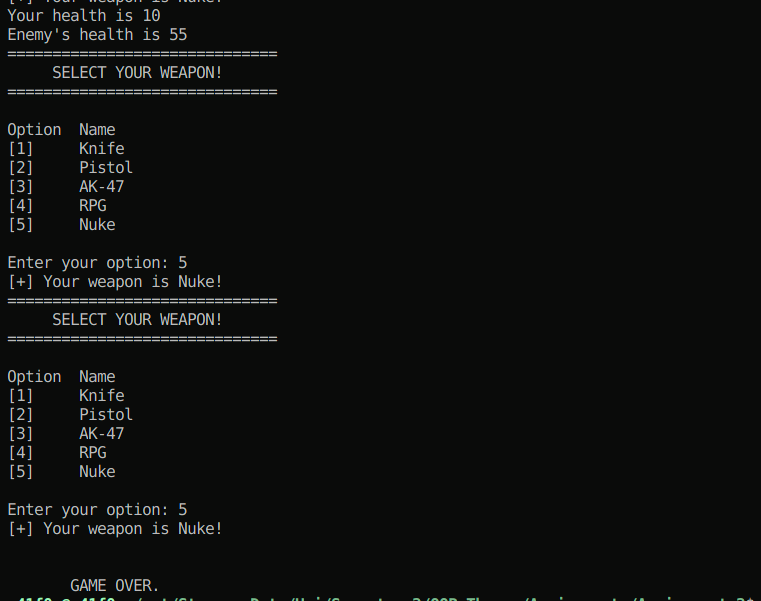 [+] Your weapon is Nuke!
Your health is 10
Enemy's health is 55
==============================
SELECT YOUR WEAPON!
==============================
Option Name
[1] Knife
[2] Pistol
[3] AK-47
[4] RPG
[5] Nuke
Enter your option: 5
[+] Your weapon is Nuke!
==============================
SELECT YOUR WEAPON!
==============================
Option Name
[1] Knife
[2] Pistol
[3] AK-47
[4] RPG
[5] Nuke
Enter your option: 5
[+] Your weapon is Nuke!
GAME OVER.